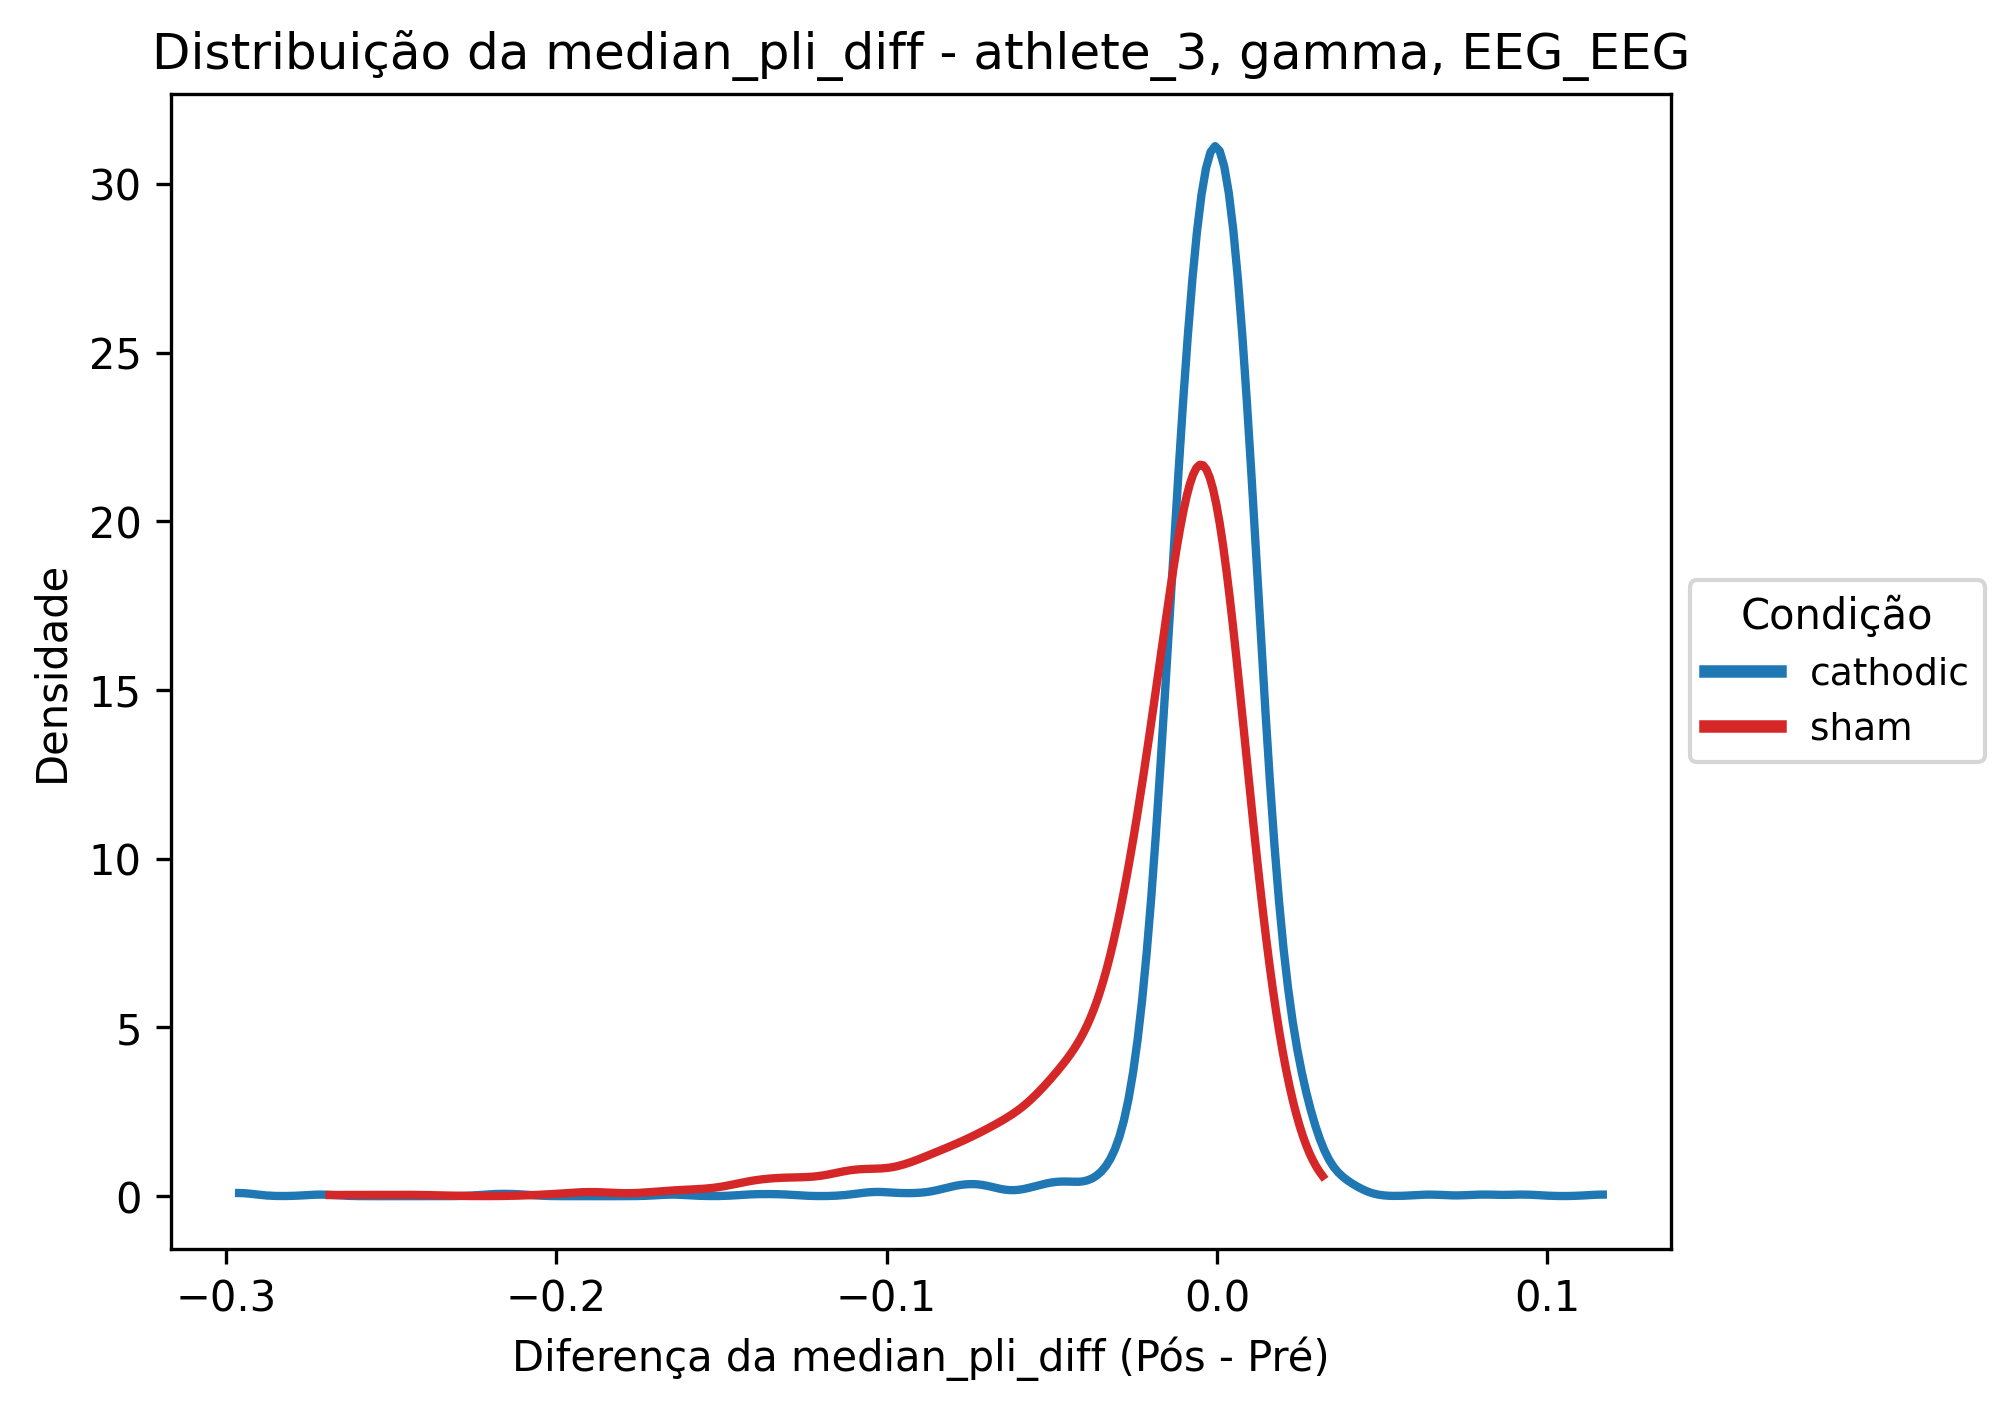 Distribuição da median_pli_diff - athlete_3, gamma, EEG_EEG
Densidade
30
25
20
15
10
5
0
−0.3
−0.2
−0.1
0.0
0.1
Diferença da median_pli_diff (Pós - Pré)
Condição
cathodic
sham